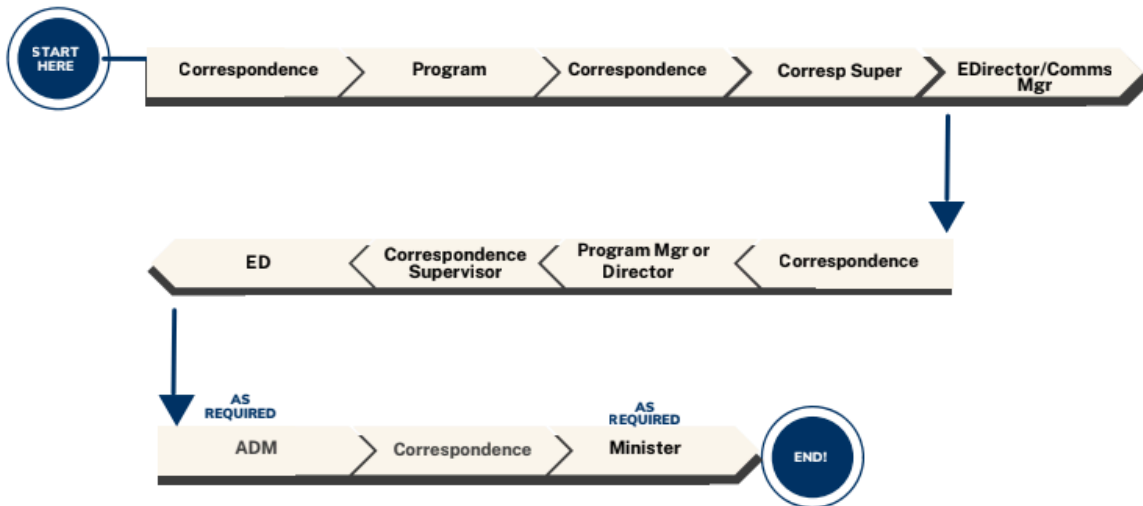 START
HERE
Correspondence
Program
Correspondence
Corresp Super
EDirector/Comms
Mgr
Correspondence
Program Mgr or
Director
Correspondence
Supervisor
ED
AS
REQUIRED
ADM
Correspondence
AS
REQUIRED
Minister
END!